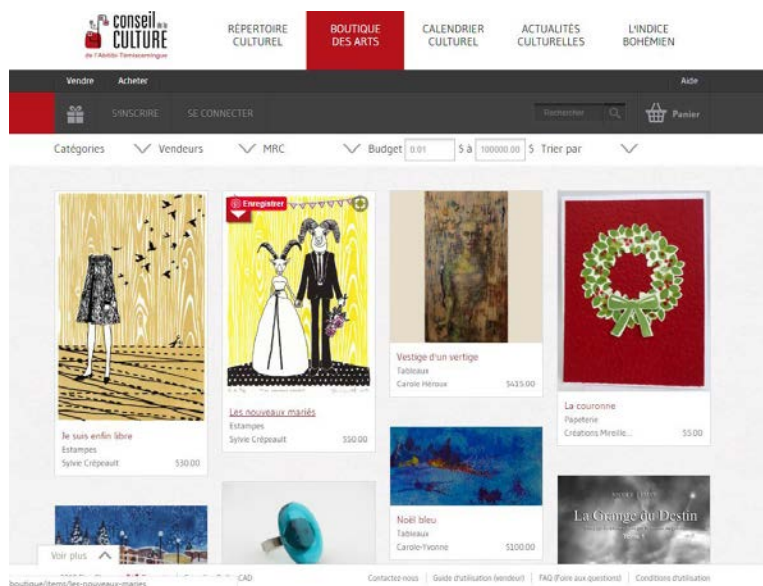 conseil de la
CULTURE
de l'Abitibi-Témiscamingue
RÉPERTOIRE
CULTUREL
BOUTIQUE
DES ARTS
CALENDRIER
CULTUREL
ACTUALITÉS
CULTURELLES
L'INDICE
BOHÉMIEN
Vendre Acheter Aide
S'INSCRIRE SE CONNECTER Rechercher Panier
Catégories Vendeurs MRC Budget 0.01 $ à 100000.00 $ Trier par
Enregistrer
Je suis enfin libre
Estampes
Sylvie Crépeault $30.00
Les nouveaux mariés
Estampes
Sylvie Crépeault $50.00
Vestige d'un vertige
Tableaux
Carole Héroux $435.00
La couronne
Papeterie
Créations Mireille... $5.00
Noël bleu
Tableaux
Carole-Yvonne $100.00
La Grange du Destin
Tome 1
Voir plus
CAD Contactez-nous Guide d'utilisation (vendeur) FAQ (Foire aux questions) Conditions d'utilisation
boutique/items/les-nouveaux-maries